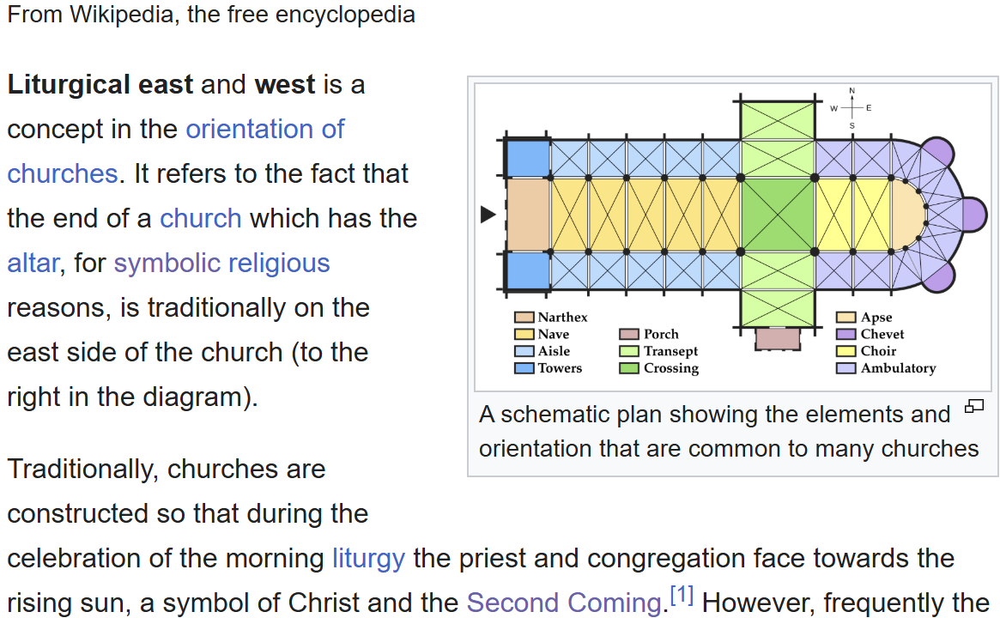 From Wikipedia, the free encyclopedia
Liturgical east and west is a
concept in the orientation of
churches. It refers to the fact that
the end of a church which has the
altar, for symbolic religious
reasons, is traditionally on the
east side of the church (to the
right in the diagram).
N
W E
S
Narthex
Nave
Aisle
Towers
Porch
Transept
Crossing
Apse
Chevet
Choir
Ambulatory
A schematic plan showing the elements and
orientation that are common to many churches
Traditionally, churches are
constructed so that during the
celebration of the morning liturgy the priest and congregation face towards the
rising sun, a symbol of Christ and the Second Coming.[1] However, frequently the